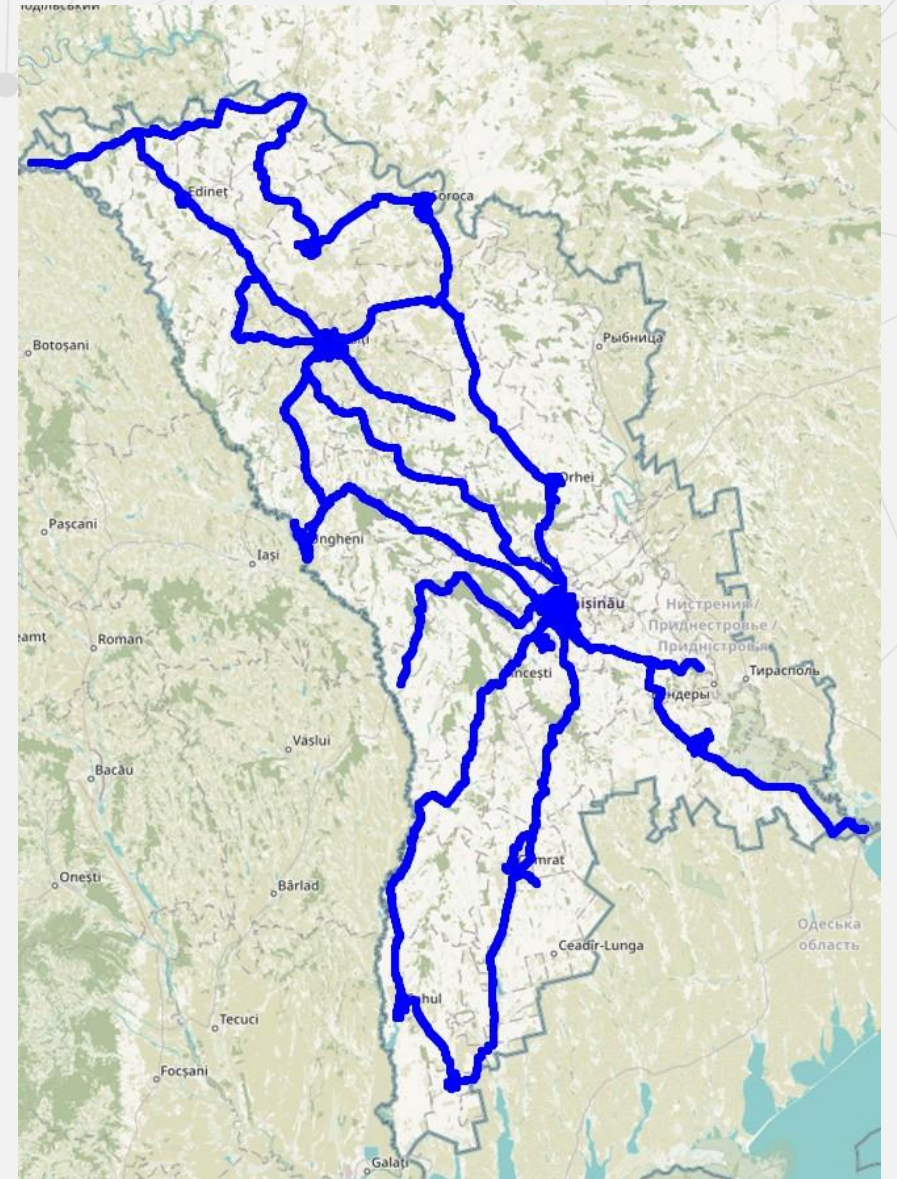 Edineț
Soroca
Botoșani
Рыбница
Orhei
Pașcani
Iași
Ungheni
Нистрения /
Приднестровье /
Придністров'я
Roman
Тирасполь
Vaslui
Bacău
Onești
Bârlad
Одеська
область
Ceadîr-Lunga
Tecuci
Focșani
Galați